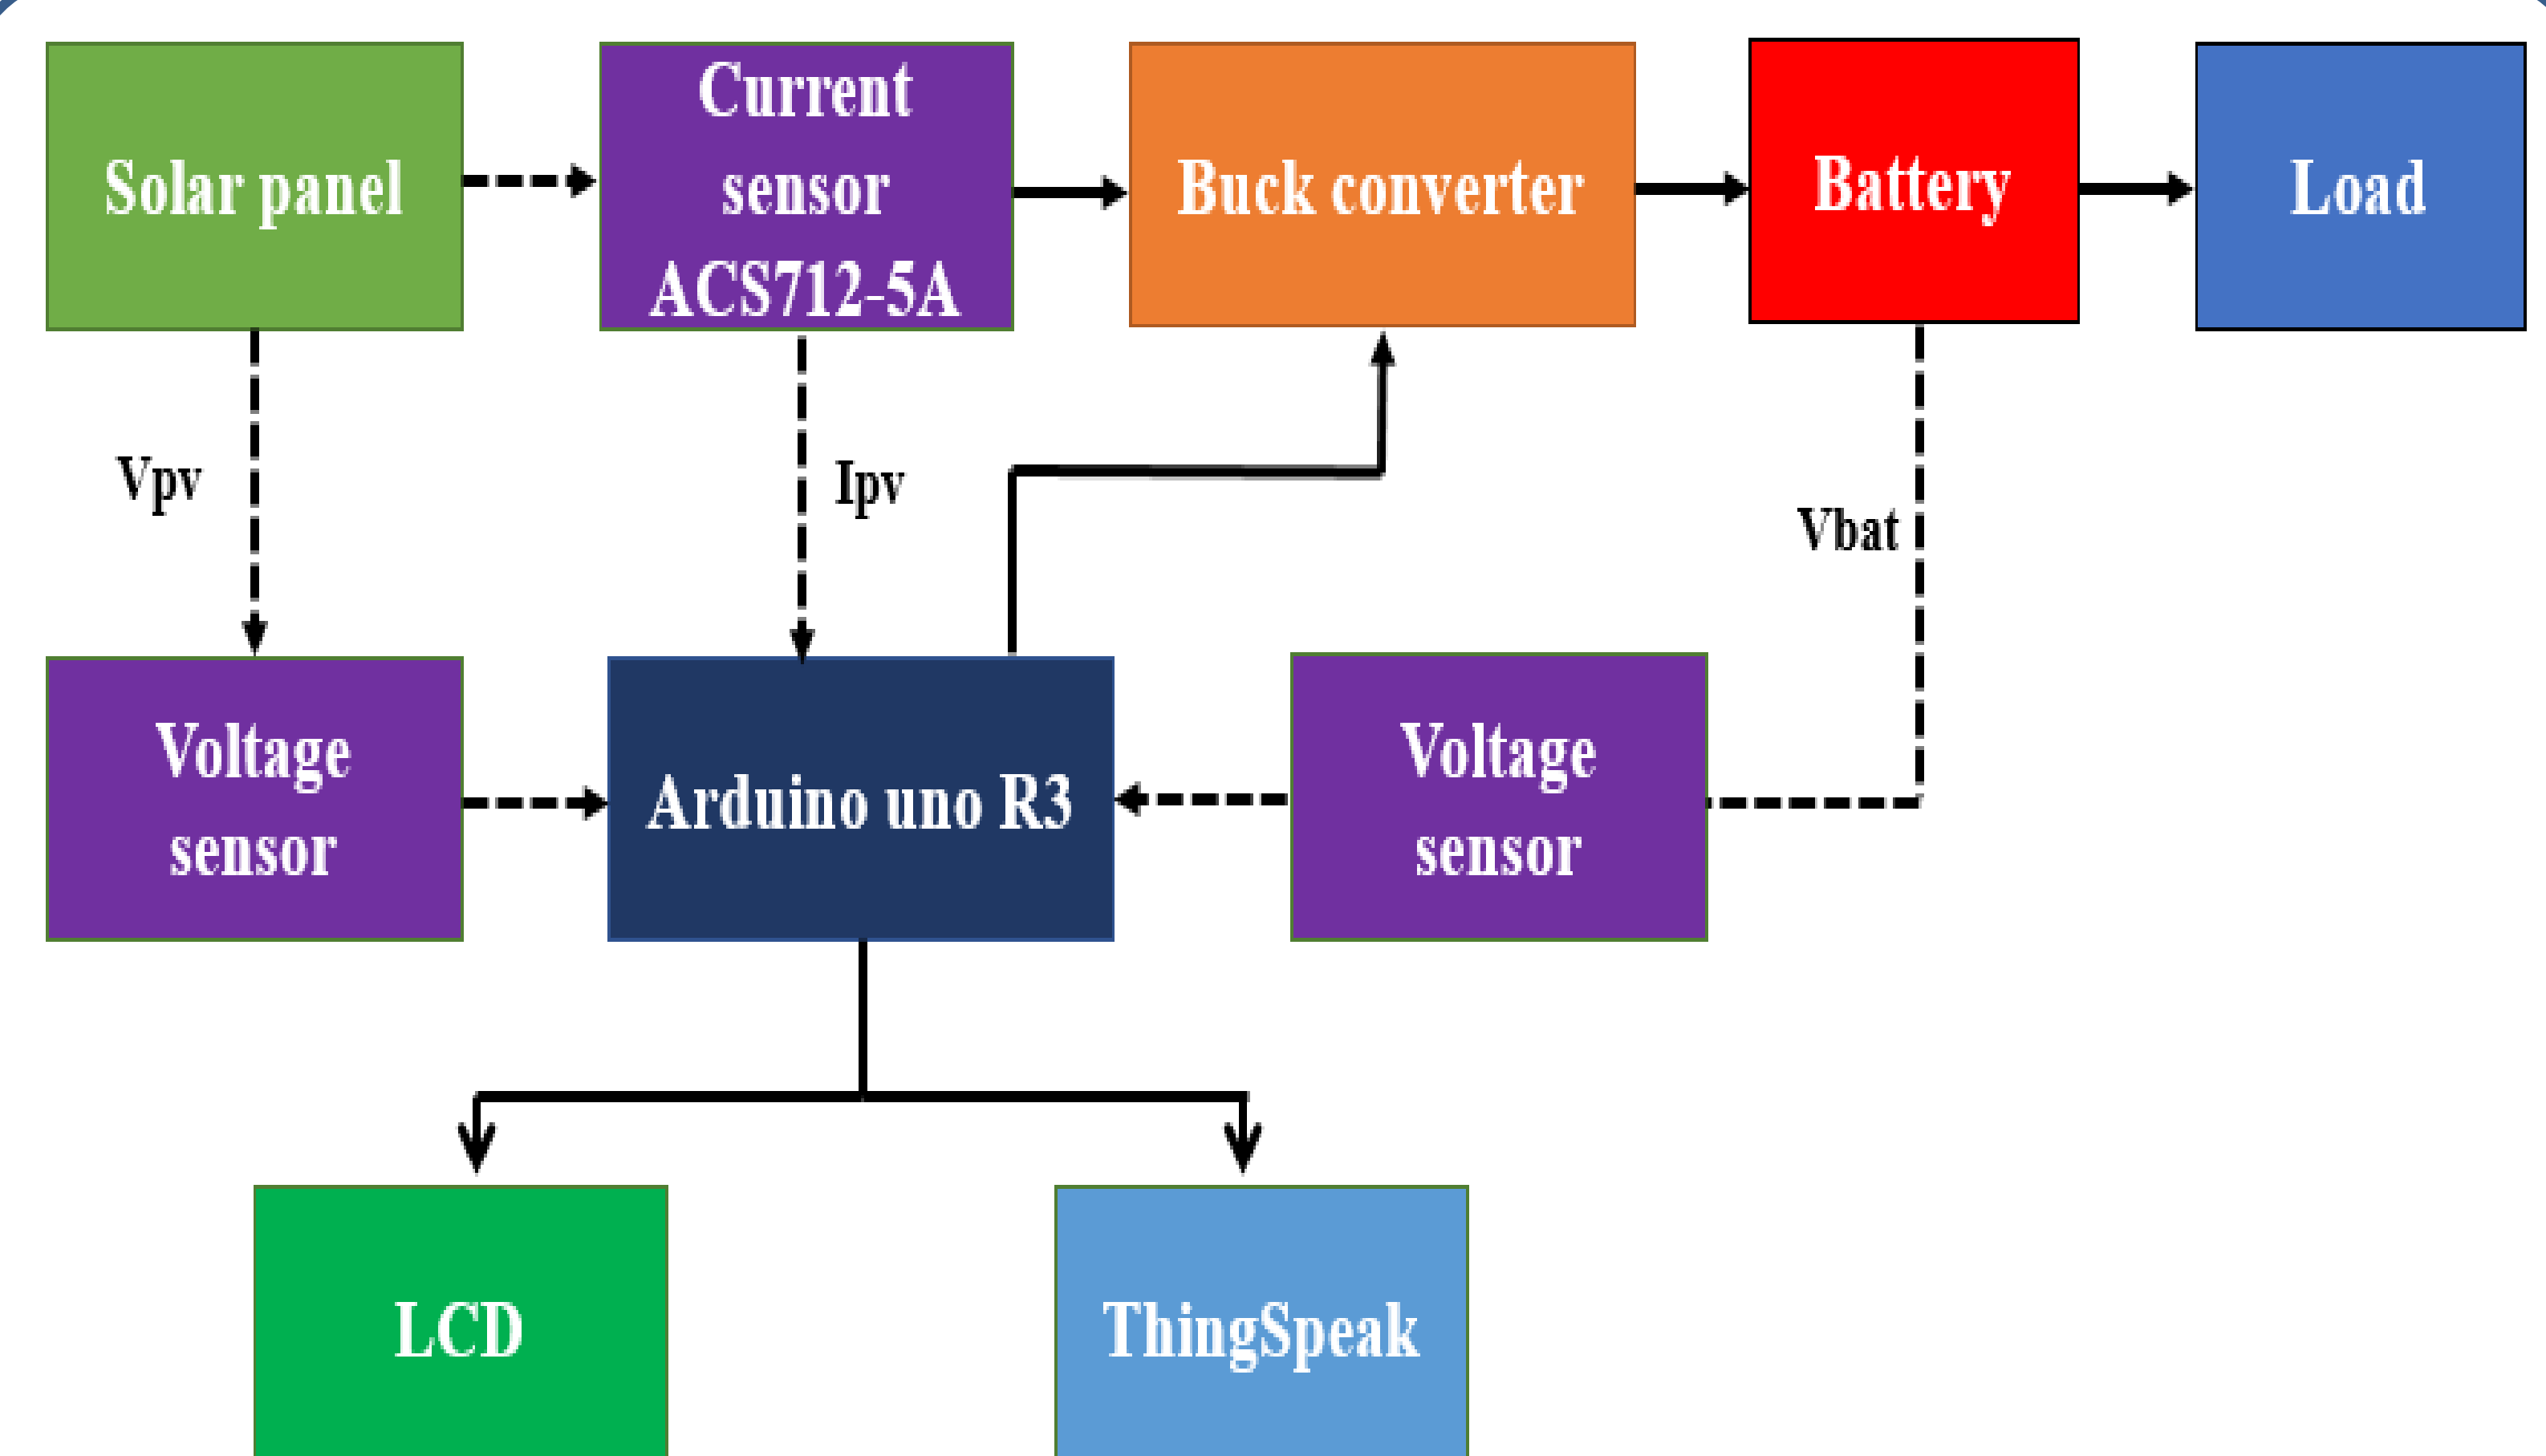 Solar panel
Current
sensor
ACS712-5A
Buck converter
Battery
Load
Vpv
Ipv
Vbat
Voltage
sensor
Arduino uno R3
Voltage
sensor
LCD
ThingSpeak